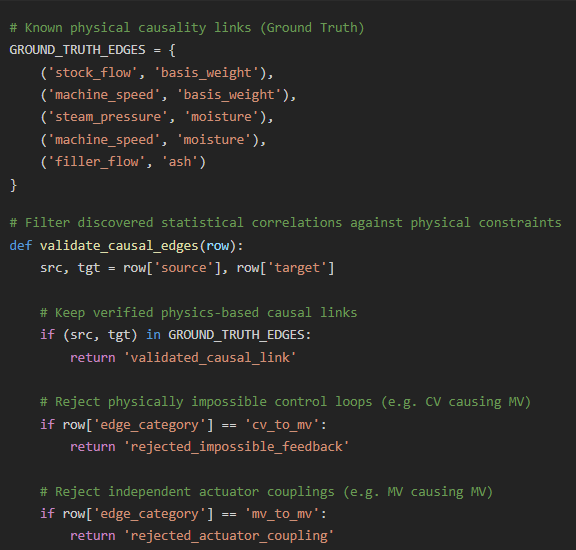 # Known physical causality links (Ground Truth)
GROUND_TRUTH_EDGES = {
    ('stock_flow', 'basis_weight'),
    ('machine_speed', 'basis_weight'),
    ('steam_pressure', 'moisture'),
    ('machine_speed', 'moisture'),
    ('filler_flow', 'ash')
}
# Filter discovered statistical correlations against physical constraints
def validate_causal_edges(row):
    src, tgt = row['source'], row['target']
    # Keep verified physics-based causal links
    if (src, tgt) in GROUND_TRUTH_EDGES:
        return 'validated_causal_link'
    # Reject physically impossible control loops (e.g. CV causing MV)
    if row['edge_category'] == 'cv_to_mv':
        return 'rejected_impossible_feedback'
    # Reject independent actuator couplings (e.g. MV causing MV)
    if row['edge_category'] == 'mv_to_mv':
        return 'rejected_actuator_coupling'